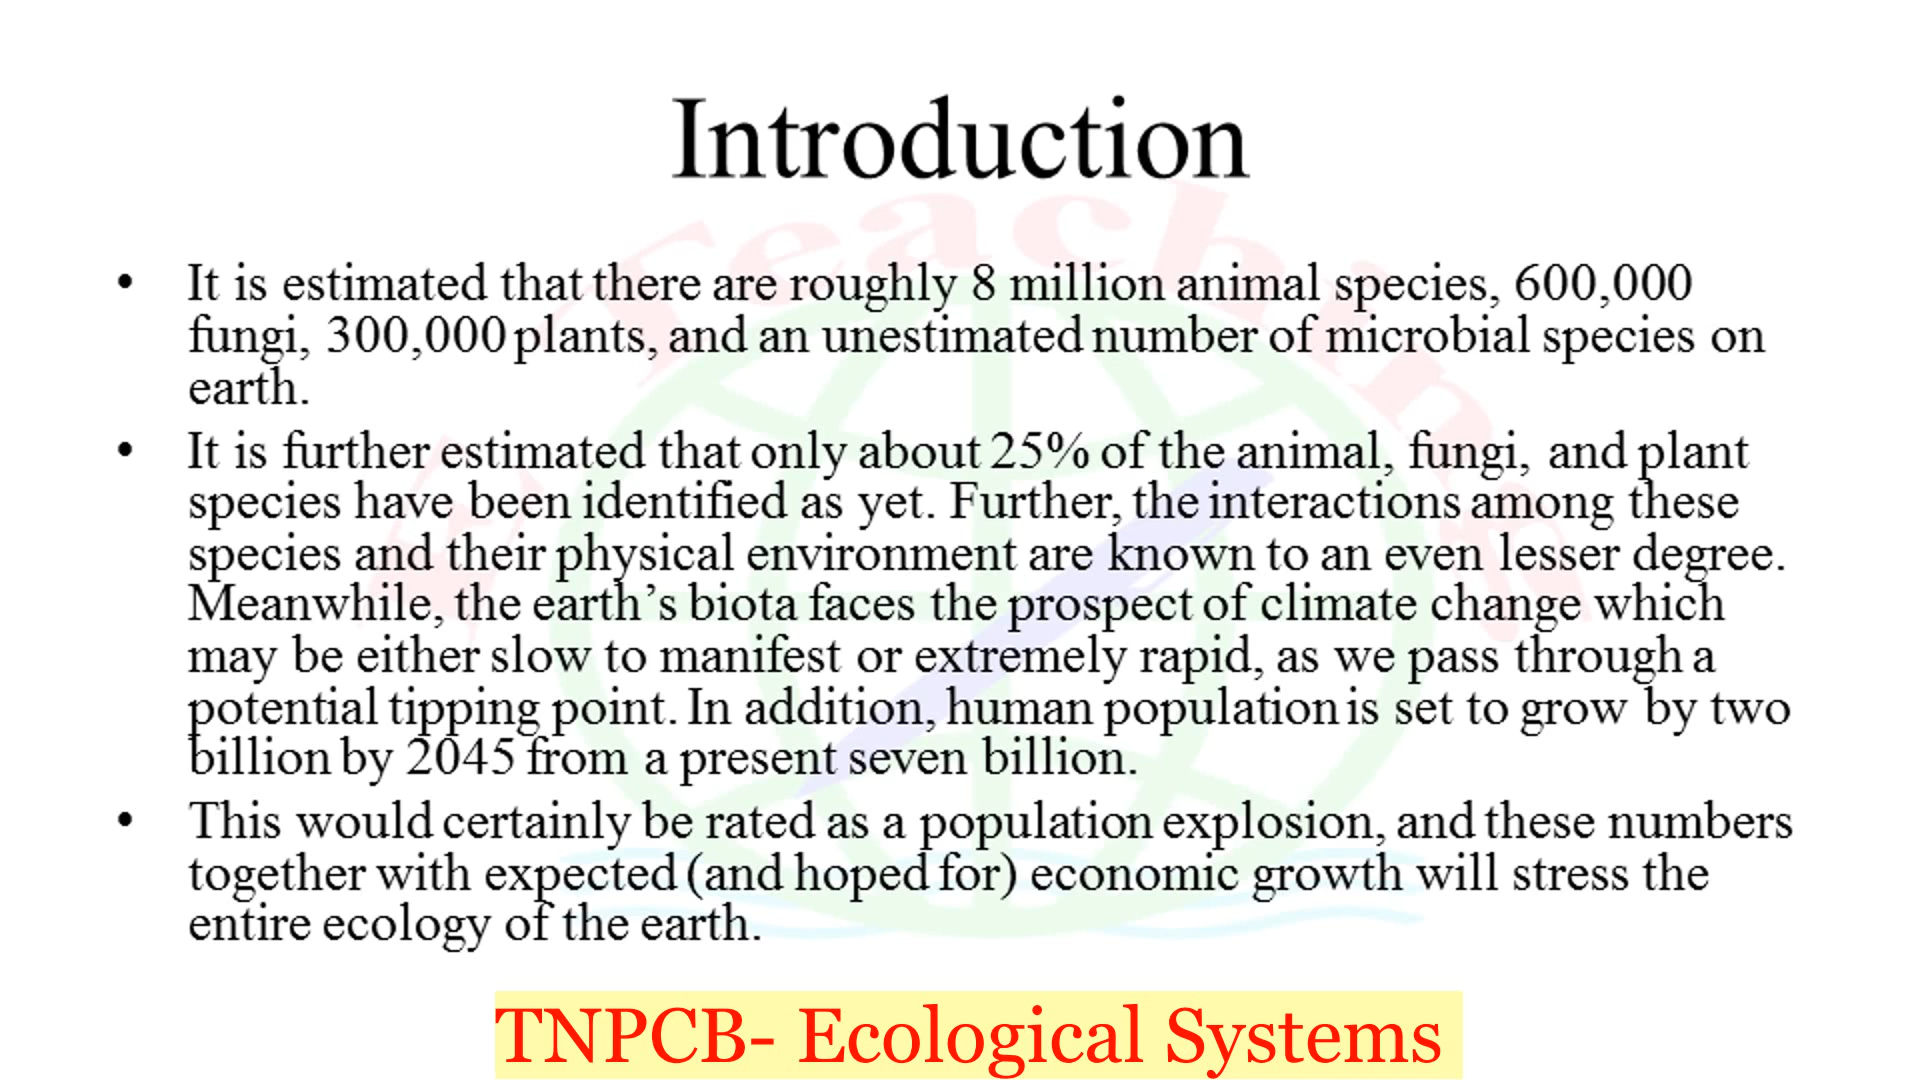 Introduction
• It is estimated that there are roughly 8 million animal species, 600,000
fungi, 300,000 plants, and an unestimated number of microbial species on
earth.
• It is further estimated that only about 25% of the animal, fungi, and plant
species have been identified as yet. Further, the interactions among these
species and their physical environment are known to an even lesser degree.
Meanwhile, the earth’s biota faces the prospect of climate change which
may be either slow to manifest or extremely rapid, as we pass through a
potential tipping point. In addition, human population is set to grow by two
billion by 2045 from a present seven billion.
• This would certainly be rated as a population explosion, and these numbers
together with expected (and hoped for) economic growth will stress the
entire ecology of the earth.
TNPCB- Ecological Systems